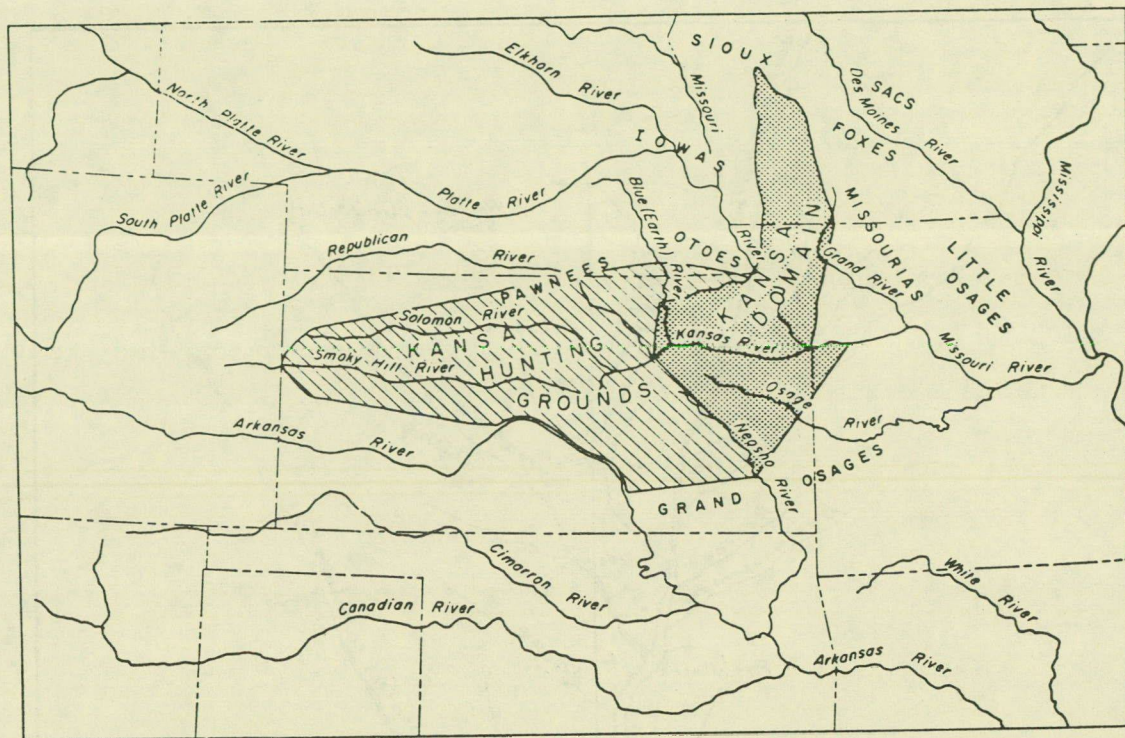 SIOUX
Elkhorn River
Missouri
SACS
Des Moines River
FOXES
North Platte River
IOWAS
Mississippi River
Platte River
Blue (Earth) River
South Platte River
MISSOURIAS
KANSA DOMAIN
OTOES
River
Republican River
LITTLE OSAGES
Grand River
PAWNEES
Solomon River
KANSA
HUNTING
GROUNDS
Smoky Hill River
Kansas River
Missouri River
Osage River
Arkansas River
Neosho River
GRAND OSAGES
Cimarron River
White River
Canadian River
Arkansas River